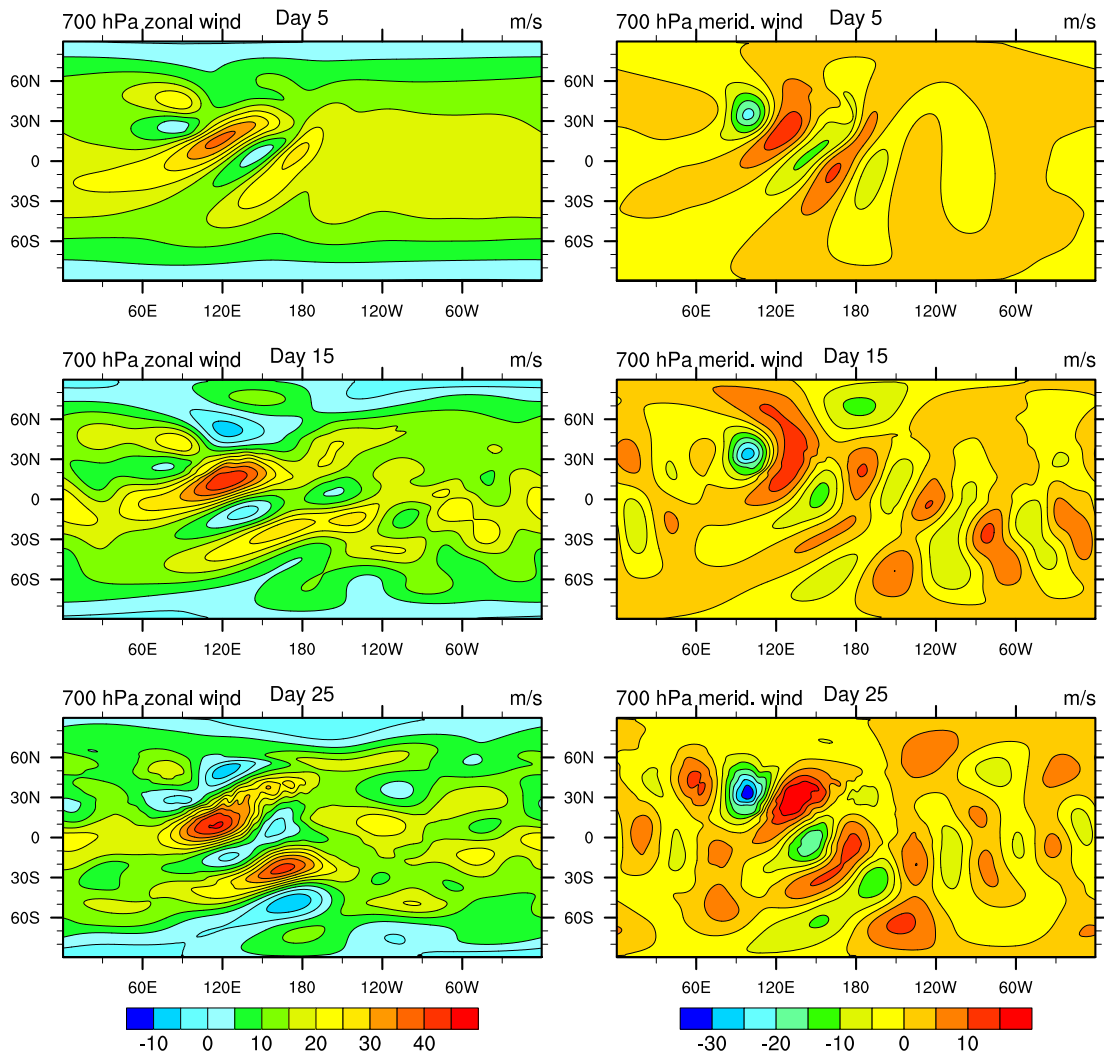 700 hPa zonal wind Day 5 m/s
700 hPa merid. wind Day 5 m/s
60N 60N
30N 30N
0 0
30S 30S
60S 60S
60E 120E 180 120W 60W
60E 120E 180 120W 60W
700 hPa zonal wind Day 15 m/s
700 hPa merid. wind Day 15 m/s
60N 60N
30N 30N
0 0
30S 30S
60S 60S
60E 120E 180 120W 60W
60E 120E 180 120W 60W
700 hPa zonal wind Day 25 m/s
700 hPa merid. wind Day 25 m/s
60N 60N
30N 30N
0 0
30S 30S
60S 60S
60E 120E 180 120W 60W
60E 120E 180 120W 60W
-10 0 10 20 30 40
-30 -20 -10 0 10